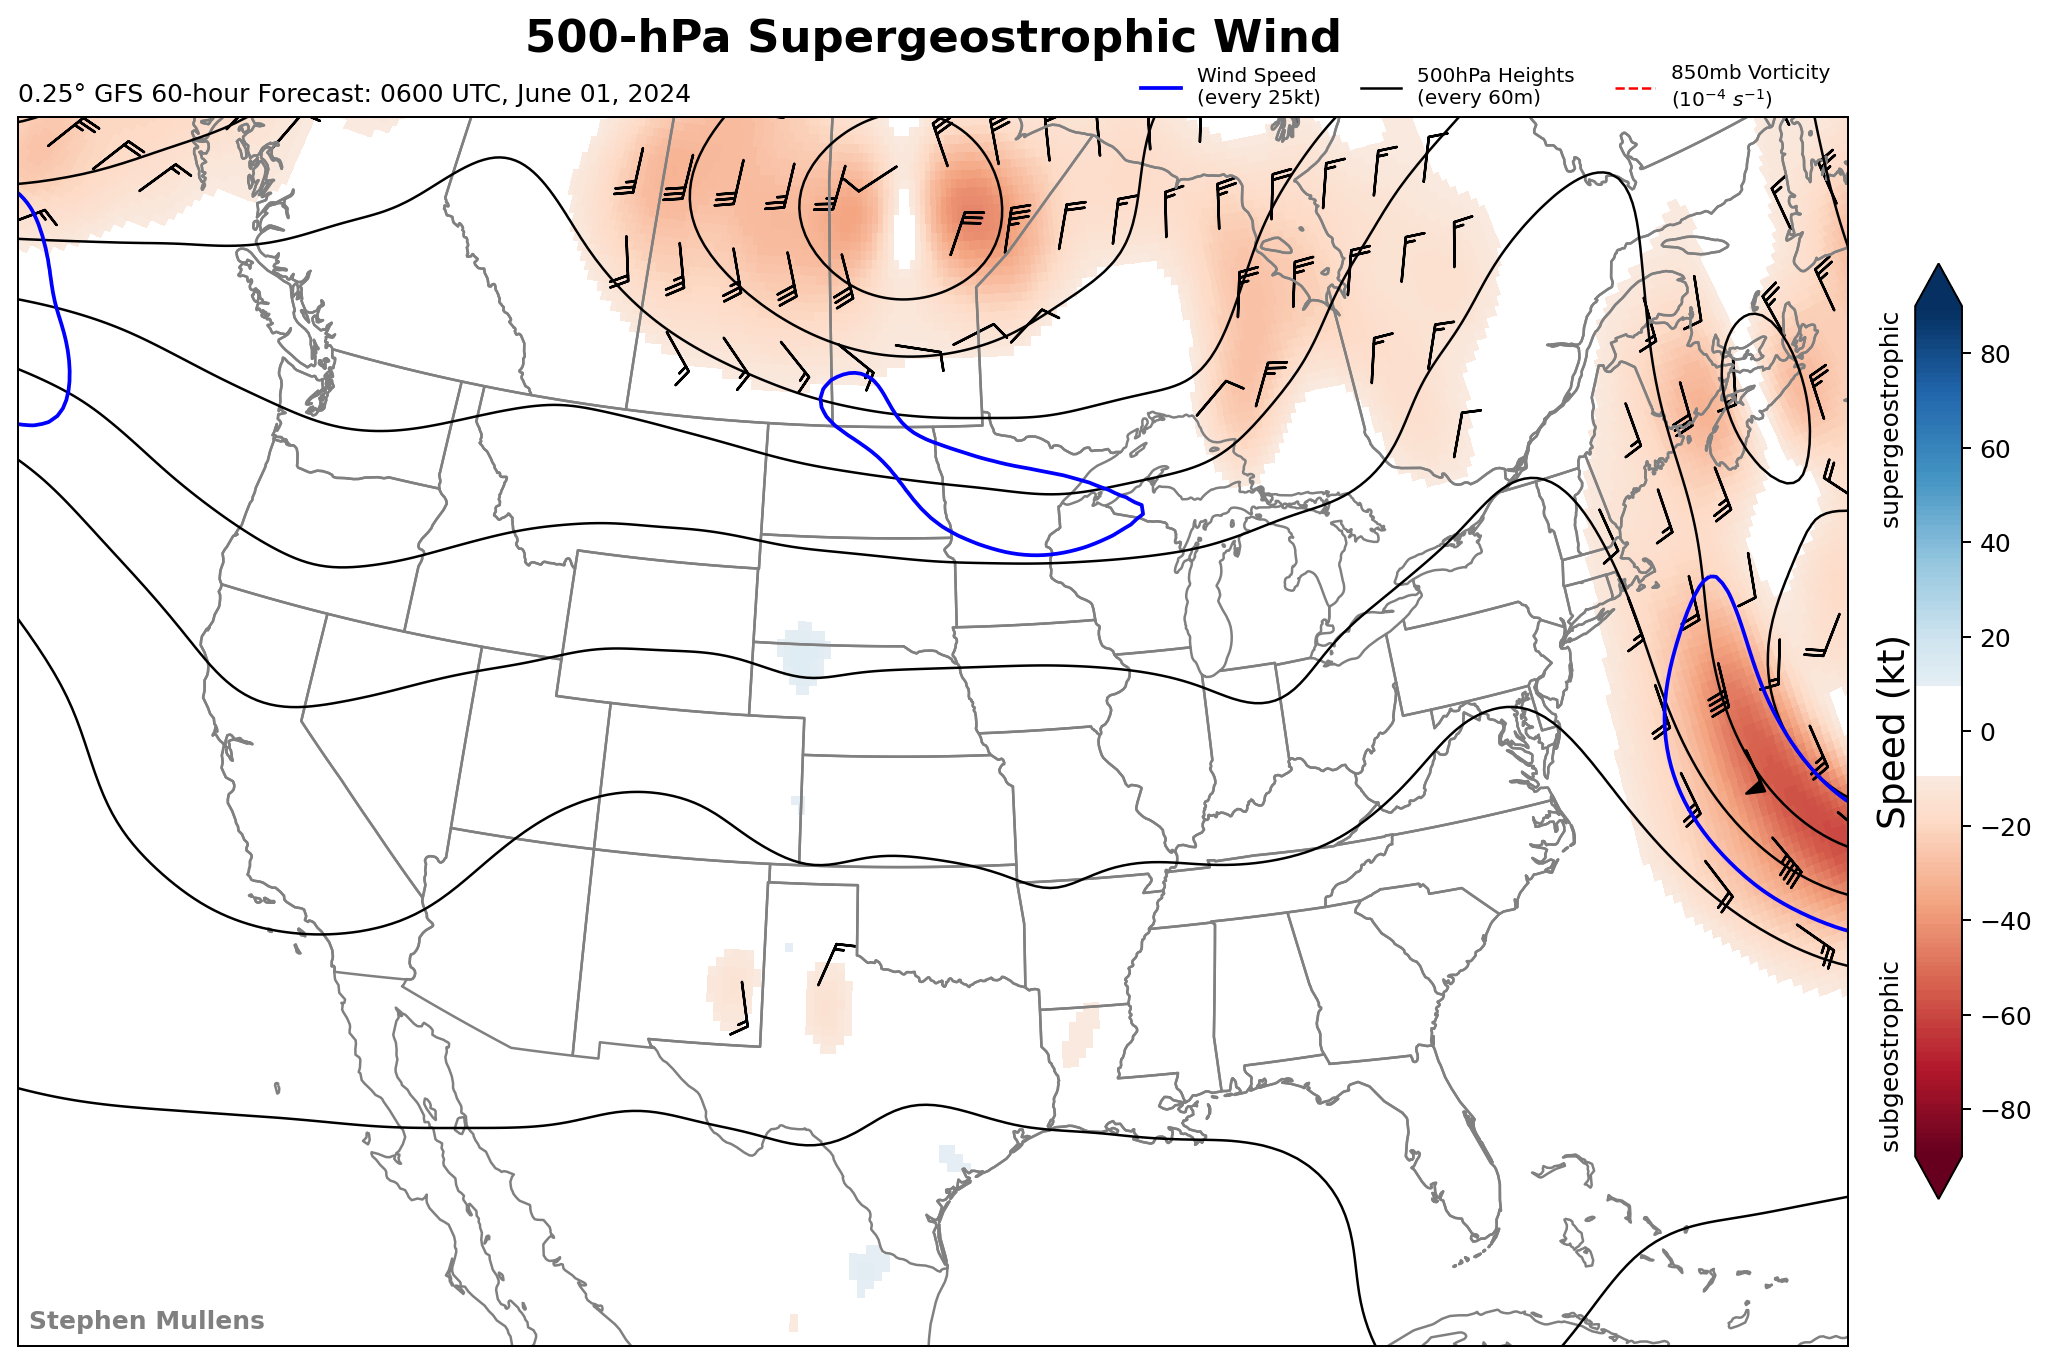 500-hPa Supergeostrophic Wind
0.25° GFS 60-hour Forecast: 0600 UTC, June 01, 2024
Wind Speed
(every 25kt)
500hPa Heights
(every 60m)
850mb Vorticity
(10⁻⁴ s⁻¹)
supergeostrophic
Speed (kt)
subgeostrophic
80
60
40
20
0
−20
−40
−60
−80
Stephen Mullens